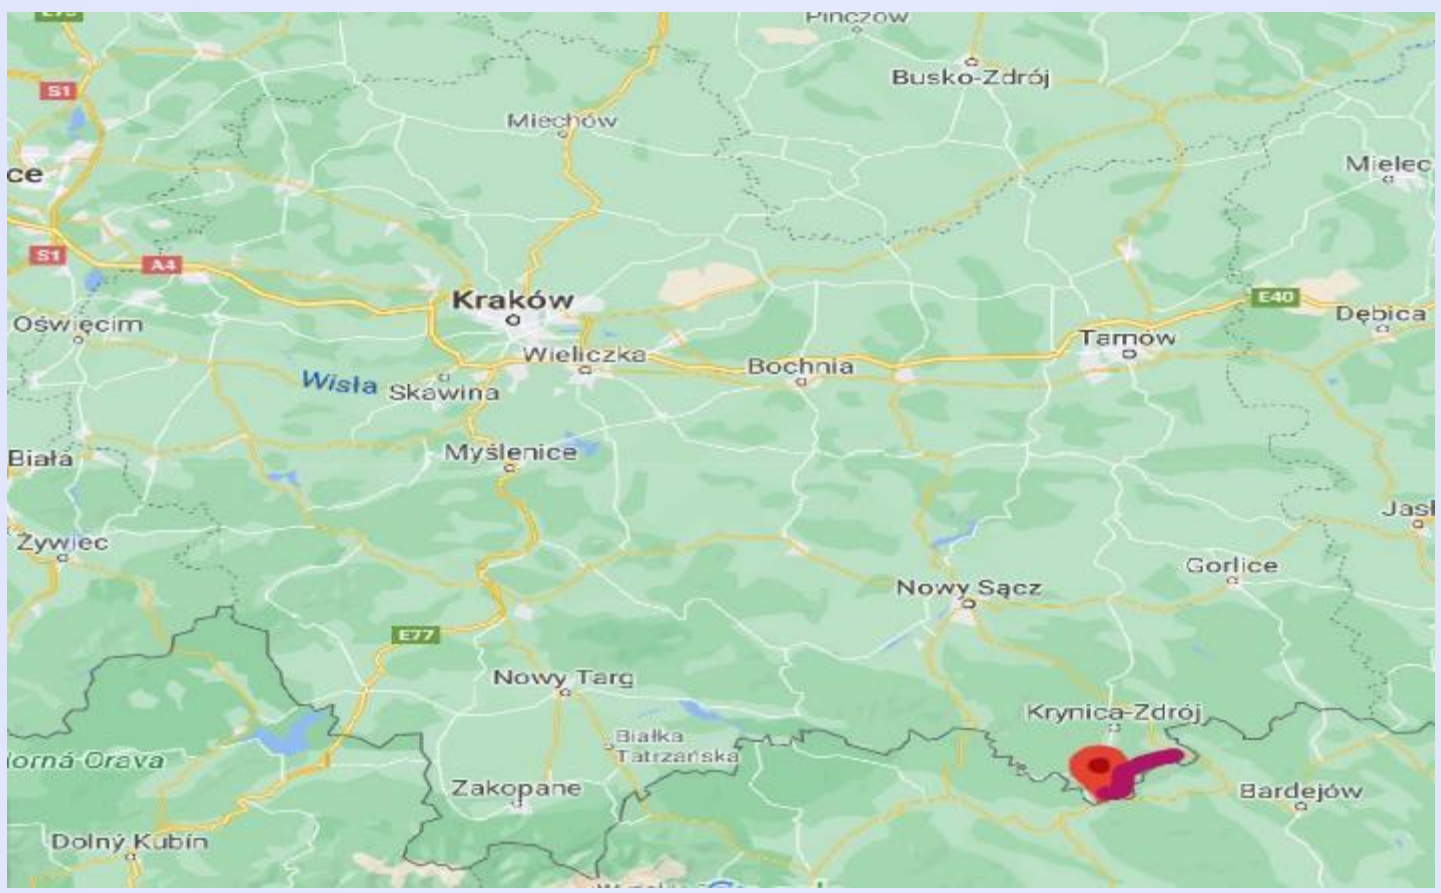 E75
Pińczów
Busko-Zdrój
S1
Miechów
Mielec
ce
S1
A4
Kraków
E40
Oświęcim
Dębica
Tarnów
Wieliczka
Bochnia
Wisła
Skawina
Biała
Myślenice
Jasł
Żywiec
Gorlice
Nowy Sącz
E77
Nowy Targ
Krynica-Zdrój
Białka
Tatrzańska
orná Orava
Zakopane
Bardejów
Dolný Kubín